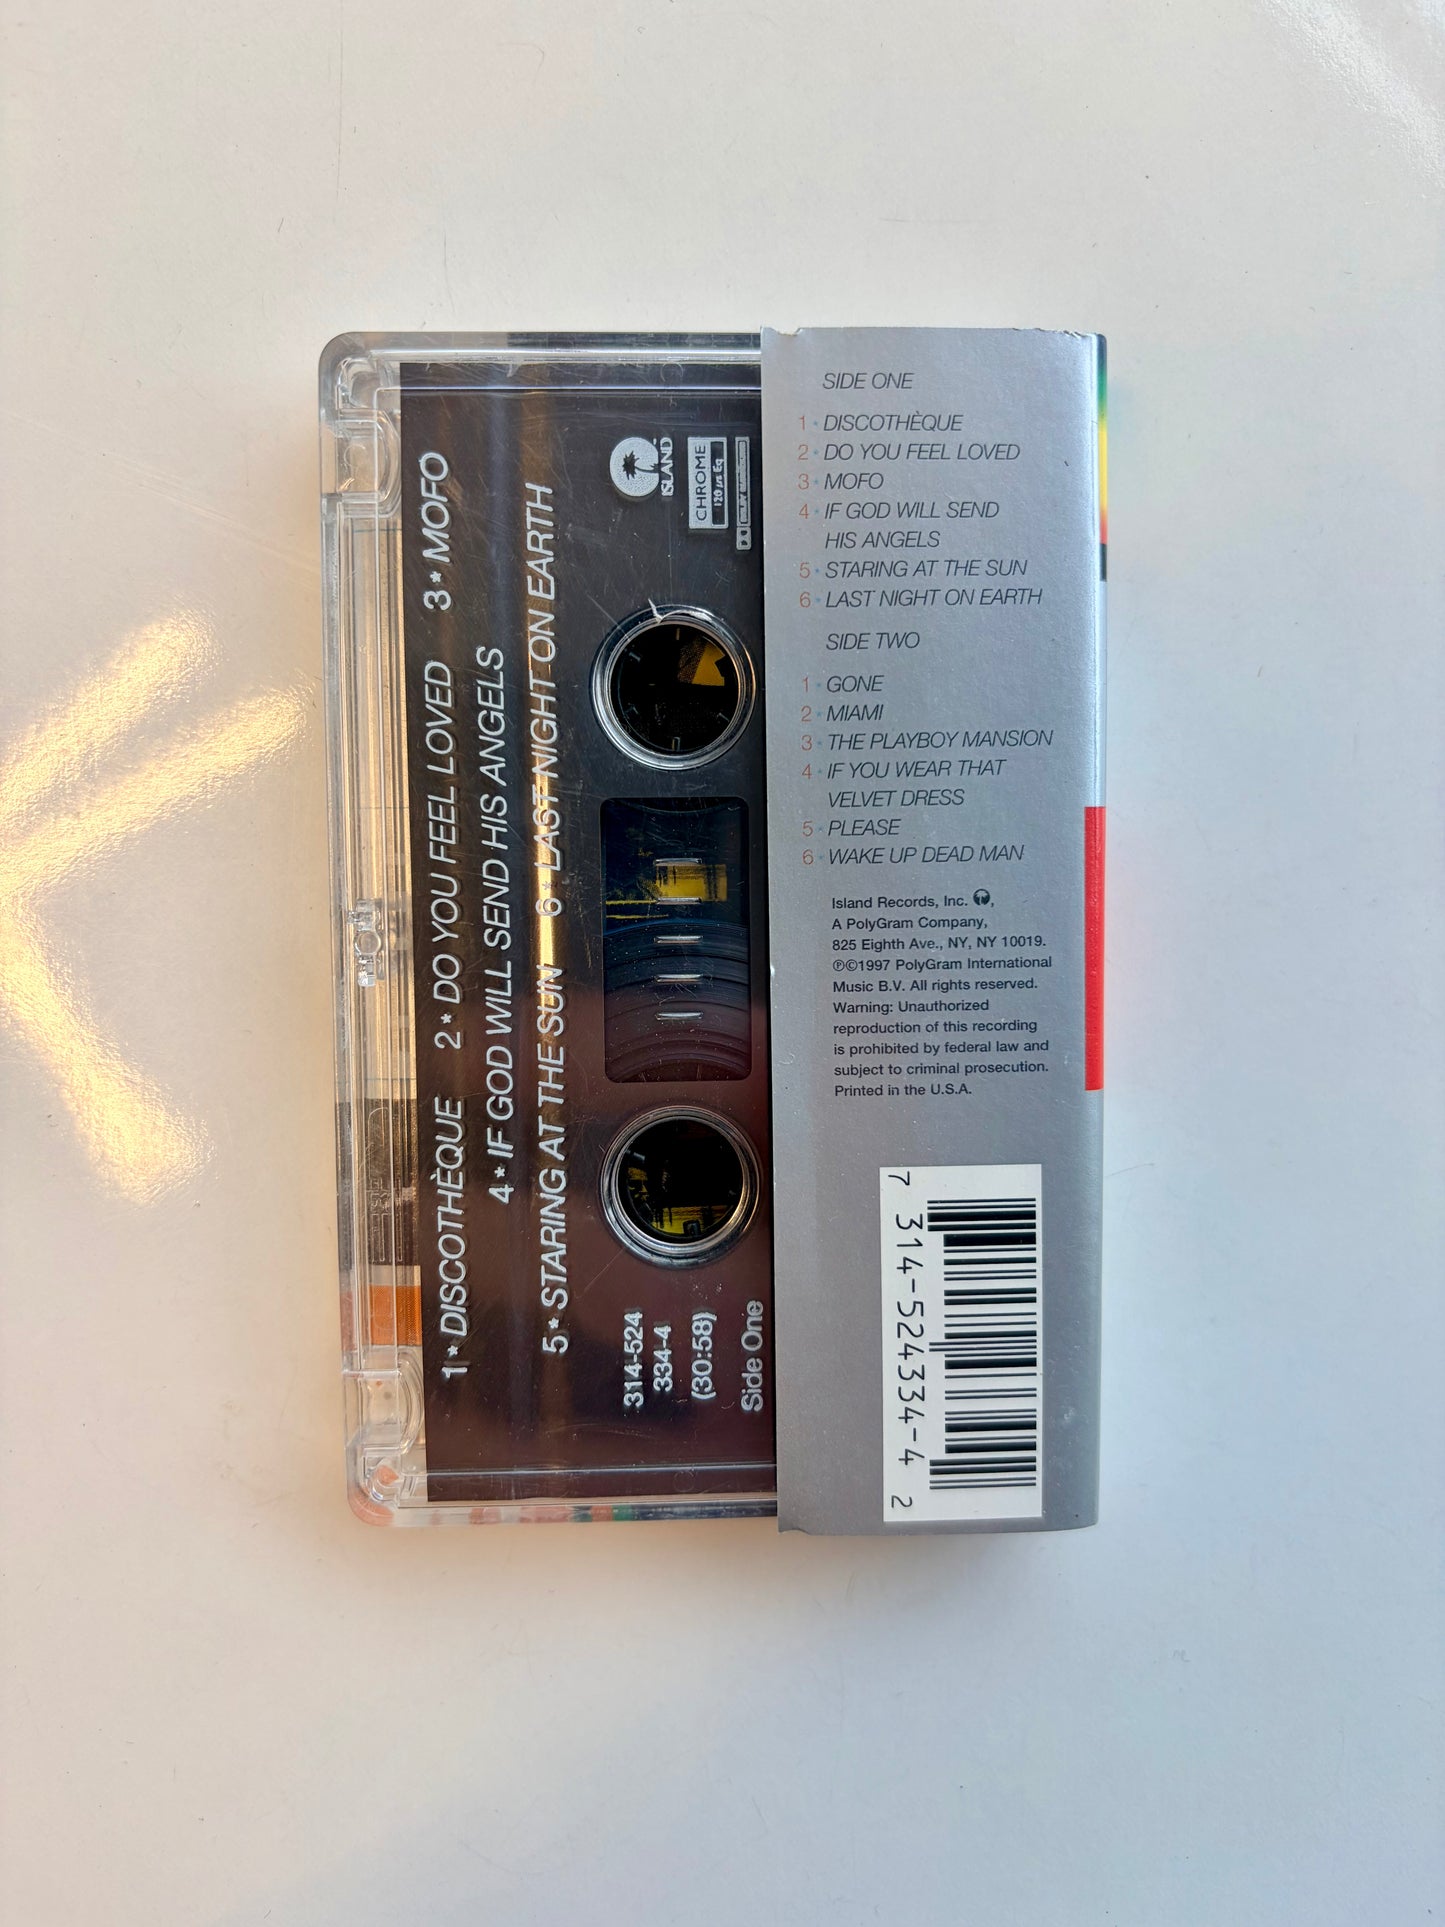 SIDE ONE
1 * DISCOTHÈQUE
2 * DO YOU FEEL LOVED
3 * MOFO
4 * IF GOD WILL SEND
HIS ANGELS
5 * STARING AT THE SUN
6 * LAST NIGHT ON EARTH
SIDE TWO
1 * GONE
2 * MIAMI
3 * THE PLAYBOY MANSION
4 * IF YOU WEAR THAT
VELVET DRESS
5 * PLEASE
6 * WAKE UP DEAD MAN
Island Records, Inc. ,
A PolyGram Company,
825 Eighth Ave., NY, NY 10019.
℗©1997 PolyGram International
Music B.V. All rights reserved.
Warning: Unauthorized
reproduction of this recording
is prohibited by federal law and
subject to criminal prosecution.
Printed in the U.S.A.
7 314-524334-4 2
1* DISCOTHÈQUE 2* DO YOU FEEL LOVED 3* MOFO
4* IF GOD WILL SEND HIS ANGELS
5* STARING AT THE SUN 6* LAST NIGHT ON EARTH
ISLAND
CHROME
120 µs Eq
314-524
334-4
(30:58)
Side One